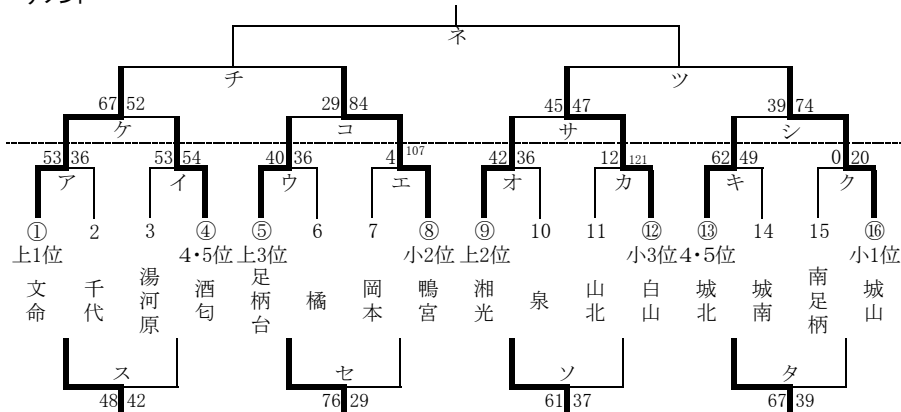 ネ
チ ツ
67 52 29 84 45 47 39 74
ケ コ サ シ
53 36 53 54 40 36 4 107 42 36 12 121 62 49 0 20
ア イ ウ エ オ カ キ ク
① 2 3 ④ ⑤ 6 7 ⑧ ⑨ 10 11 ⑫ ⑬ 14 15 ⑯
上1位 4・5位 上3位 小2位 上2位 小3位 4・5位 小1位
文命 千代 湯河原 酒匂 足柄台 橘 岡本 鴨宮 湘光 泉 山北 白山 城北 城南 南足柄 城山
ス セ ソ タ
48 42 76 29 61 37 67 39